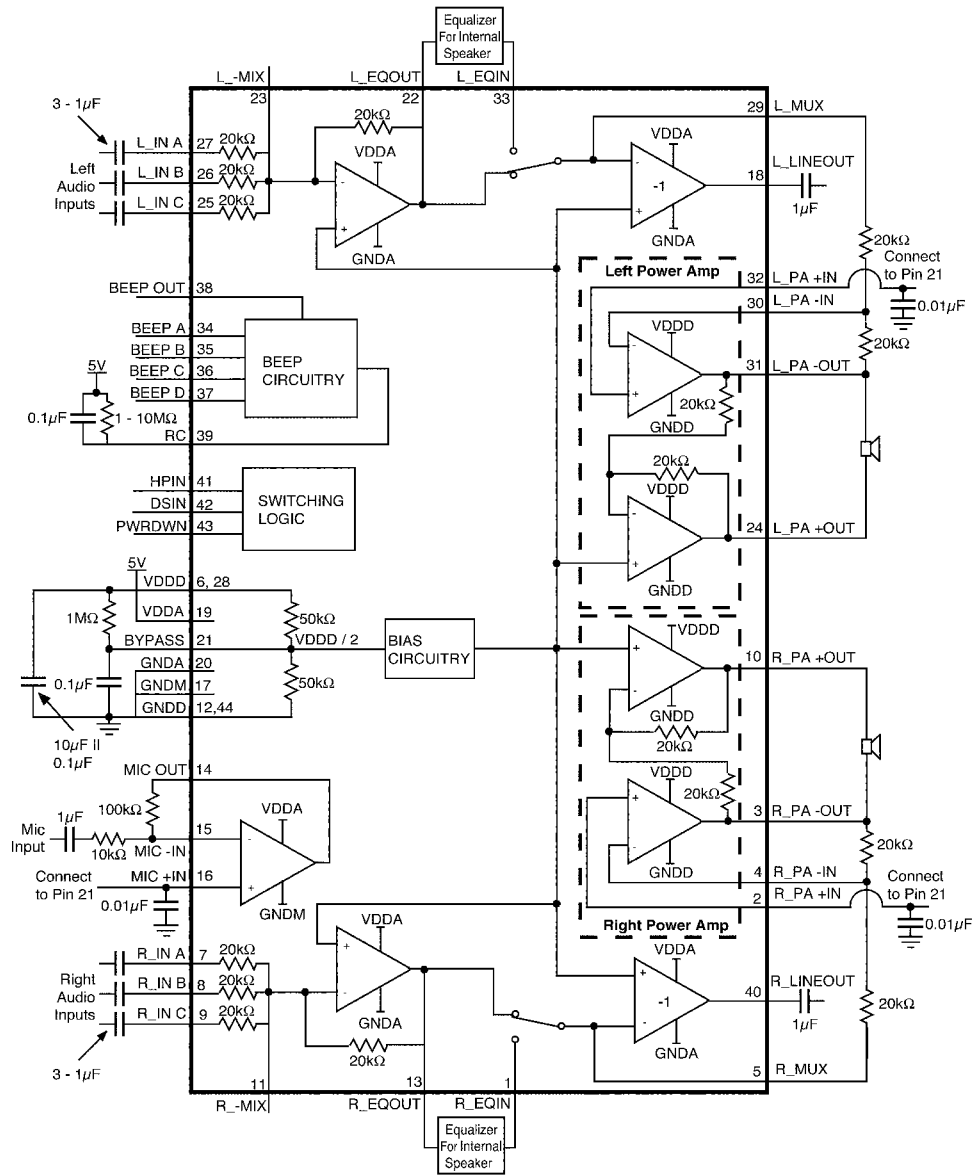 Equalizer
For Internal
Speaker
L_-MIX
L_EQOUT
L_EQIN
23
22
33
3 - 1µF
29
L_MUX
20kΩ
VDDA
VDDA
L_IN A
27
20kΩ
Left
Audio
Inputs
L_IN B
26
20kΩ
-
-
-1
18
L_LINEOUT
1µF
L_IN C
25
20kΩ
+
+
GNDA
GNDA
20kΩ
Left Power Amp
Connect
to Pin 21
32
L_PA +IN
30
L_PA -IN
0.01µF
BEEP OUT
38
BEEP A
34
BEEP B
35
BEEP C
36
BEEP D
37
BEEP
CIRCUITRY
VDDD
-
+
20kΩ
31
L_PA -OUT
20kΩ
GNDD
5V
0.1µF
1 - 10MΩ
RC
39
20kΩ
HPIN
41
DSIN
42
PWRDWN
43
SWITCHING
LOGIC
VDDD
-
+
24
L_PA +OUT
GNDD
5V
VDDD
6, 28
1MΩ
VDDA
19
50kΩ
BYPASS
21
VDDD / 2
BIAS
CIRCUITRY
GNDA
20
0.1µF
GNDM
17
50kΩ
GNDD
12,44
10µF II
0.1µF
VDDD
+
-
10
R_PA +OUT
GNDD
20kΩ
MIC OUT
14
100kΩ
VDDA
1µF
Mic
Input
10kΩ
15
MIC -IN
-
Connect
to Pin 21
MIC +IN
16
+
0.01µF
GNDM
VDDD
20kΩ
+
-
3
R_PA -OUT
20kΩ
GNDD
4
R_PA -IN
2
R_PA +IN
Connect
to Pin 21
0.01µF
Right Power Amp
VDDA
VDDA
R_IN A
7
20kΩ
Right
Audio
Inputs
R_IN B
8
20kΩ
+
-
+
-
-1
40
R_LINEOUT
1µF
20kΩ
R_IN C
9
20kΩ
GNDA
GNDA
20kΩ
3 - 1µF
5
R_MUX
11
13
1
R_-MIX
R_EQOUT
R_EQIN
Equalizer
For Internal
Speaker